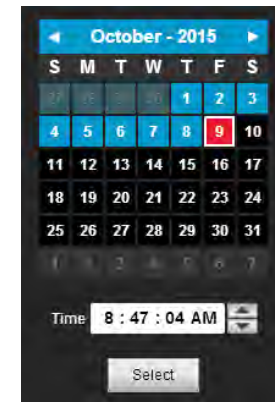 October - 2015
S M T W T F S
27 28 29 30 1 2 3
4 5 6 7 8 9 10
11 12 13 14 15 16 17
18 19 20 21 22 23 24
25 26 27 28 29 30 31
1 2 3 4 5 6 7
Time 8 : 47 : 04 AM
Select